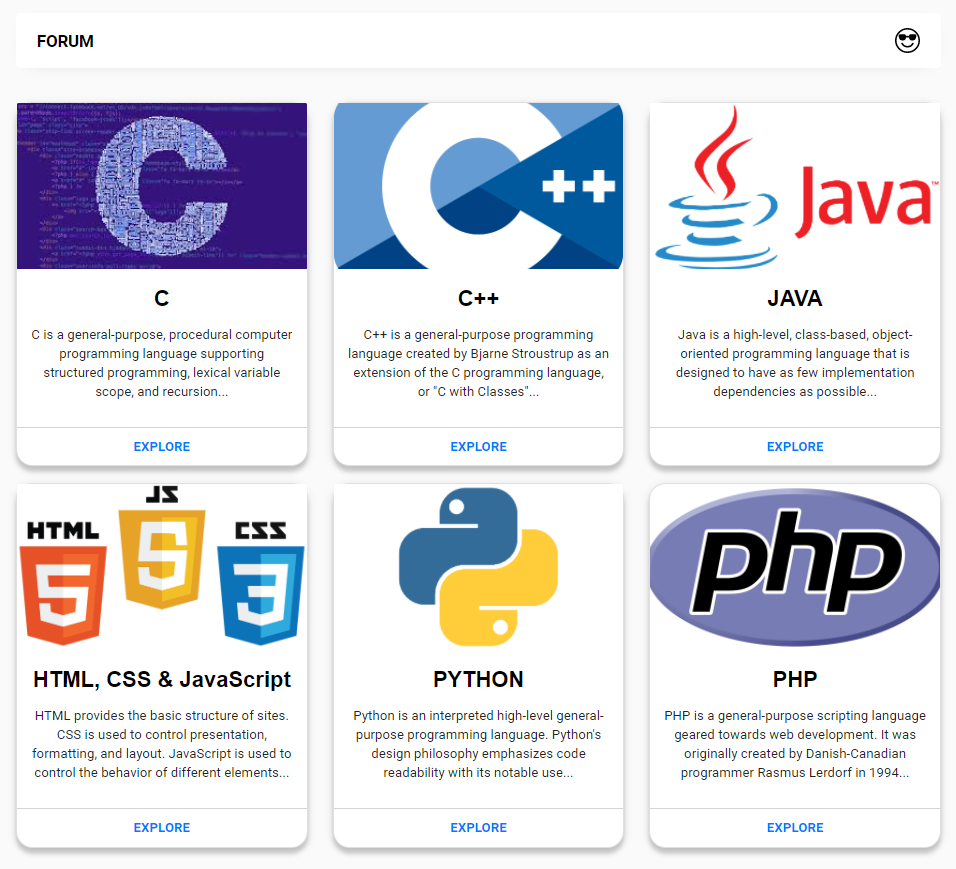 FORUM
C
++
Java™
C
C is a general-purpose, procedural computer
programming language supporting
structured programming, lexical variable
scope, and recursion...
EXPLORE
C++
C++ is a general-purpose programming
language created by Bjarne Stroustrup as an
extension of the C programming language,
or "C with Classes"...
EXPLORE
JAVA
Java is a high-level, class-based, object-
oriented programming language that is
designed to have as few implementation
dependencies as possible...
EXPLORE
HTML
5
JS
5
CSS
3
php
HTML, CSS & JavaScript
HTML provides the basic structure of sites.
CSS is used to control presentation,
formatting, and layout. JavaScript is used to
control the behavior of different elements...
EXPLORE
PYTHON
Python is an interpreted high-level general-
purpose programming language. Python's
design philosophy emphasizes code
readability with its notable use...
EXPLORE
PHP
PHP is a general-purpose scripting language
geared towards web development. It was
originally created by Danish-Canadian
programmer Rasmus Lerdorf in 1994...
EXPLORE